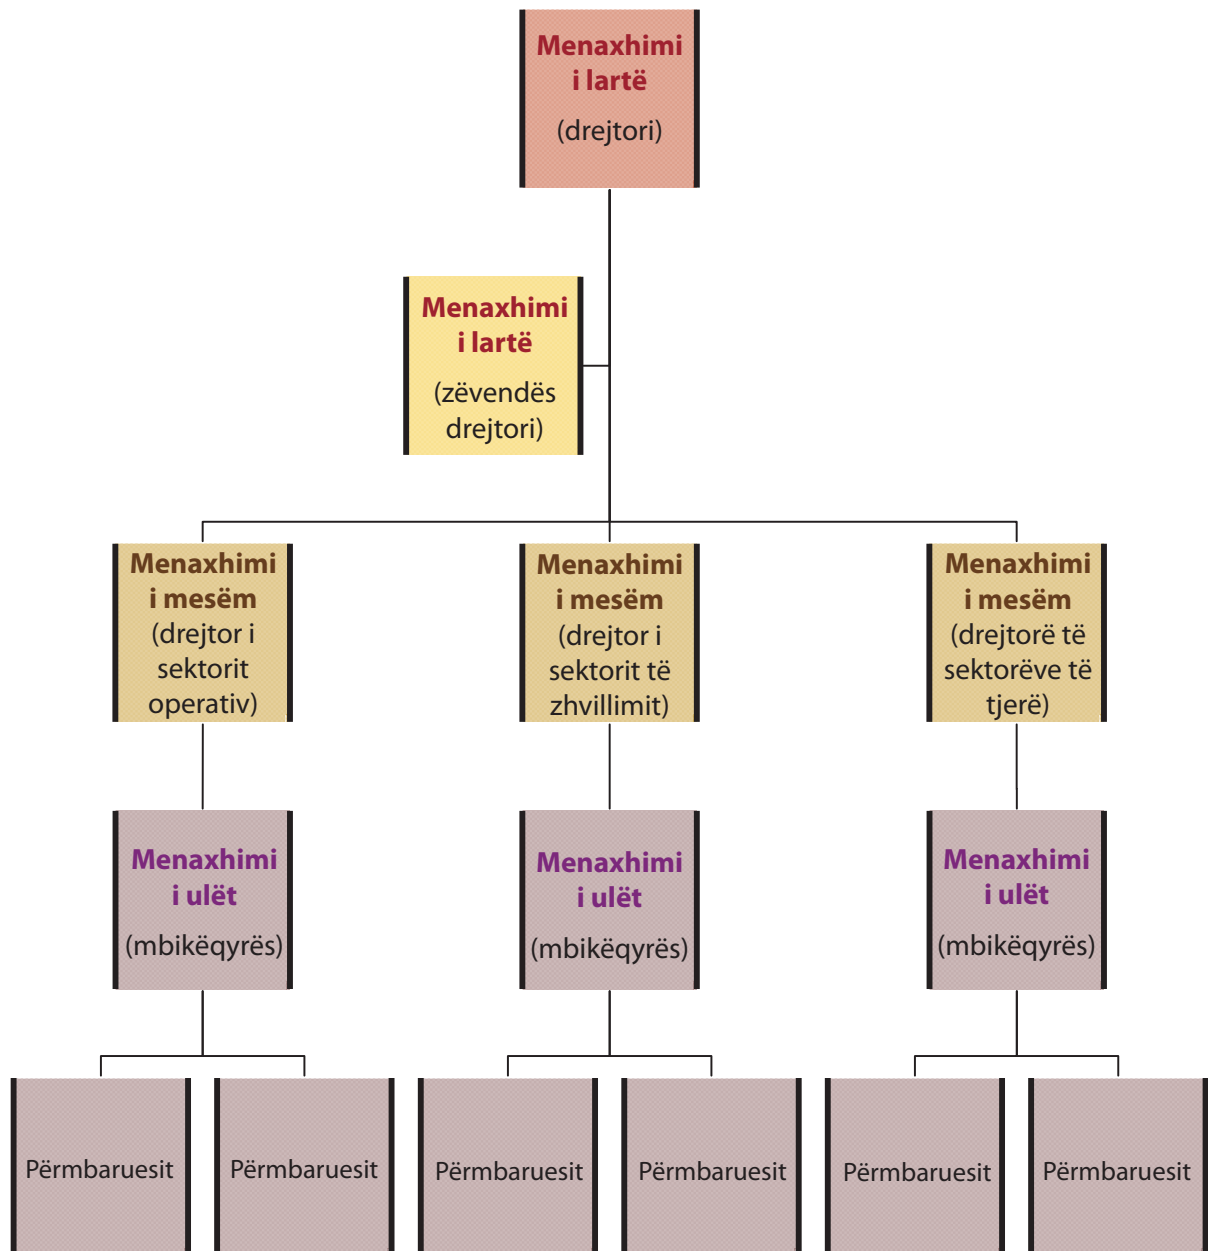 Menaxhimi
i lartë
(drejtori)
Menaxhimi
i lartë
(zëvendës
drejtori)
Menaxhimi
i mesëm
(drejtor i
sektorit
operativ)
Menaxhimi
i mesëm
(drejtor i
sektorit të
zhvillimit)
Menaxhimi
i mesëm
(drejtorë të
sektorëve të
tjerë)
Menaxhimi
i ulët
(mbikëqyrës)
Menaxhimi
i ulët
(mbikëqyrës)
Menaxhimi
i ulët
(mbikëqyrës)
Përmbaruesit
Përmbaruesit
Përmbaruesit
Përmbaruesit
Përmbaruesit
Përmbaruesit